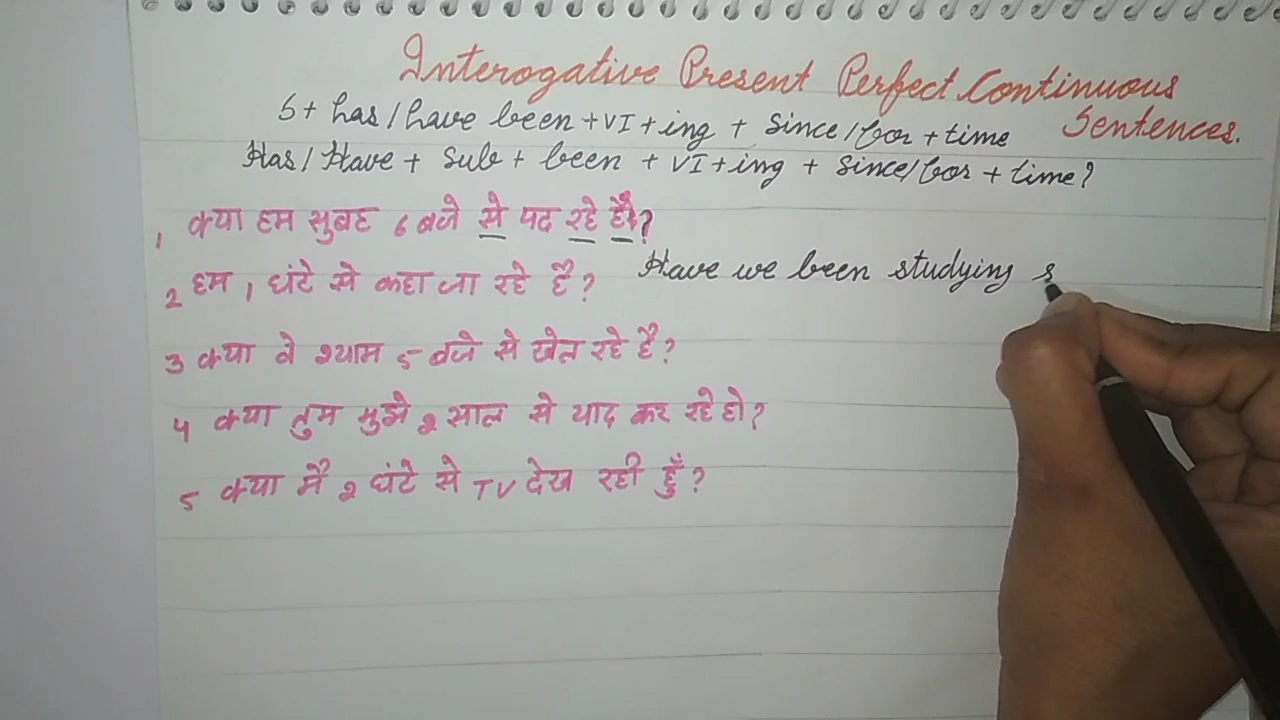 Interogative Present Perfect Continuous
Sentences.
S + has/have been + VI + ing + since/for + time
Has/Have + Sub + been + VI + ing + since/for + time?
1 क्या हम सुबह 6 बजे से पढ रहे हैं?
Have we been studying s
2 हम 1 घंटे से कहा जा रहे है?
3 क्या वे श्याम 5 बजे से खेल रहे है?
4 क्या तुम मुझे 2 साल से याद कर रहे हो?
5 क्या मैं 2 घंटे से TV देख रही हूँ?